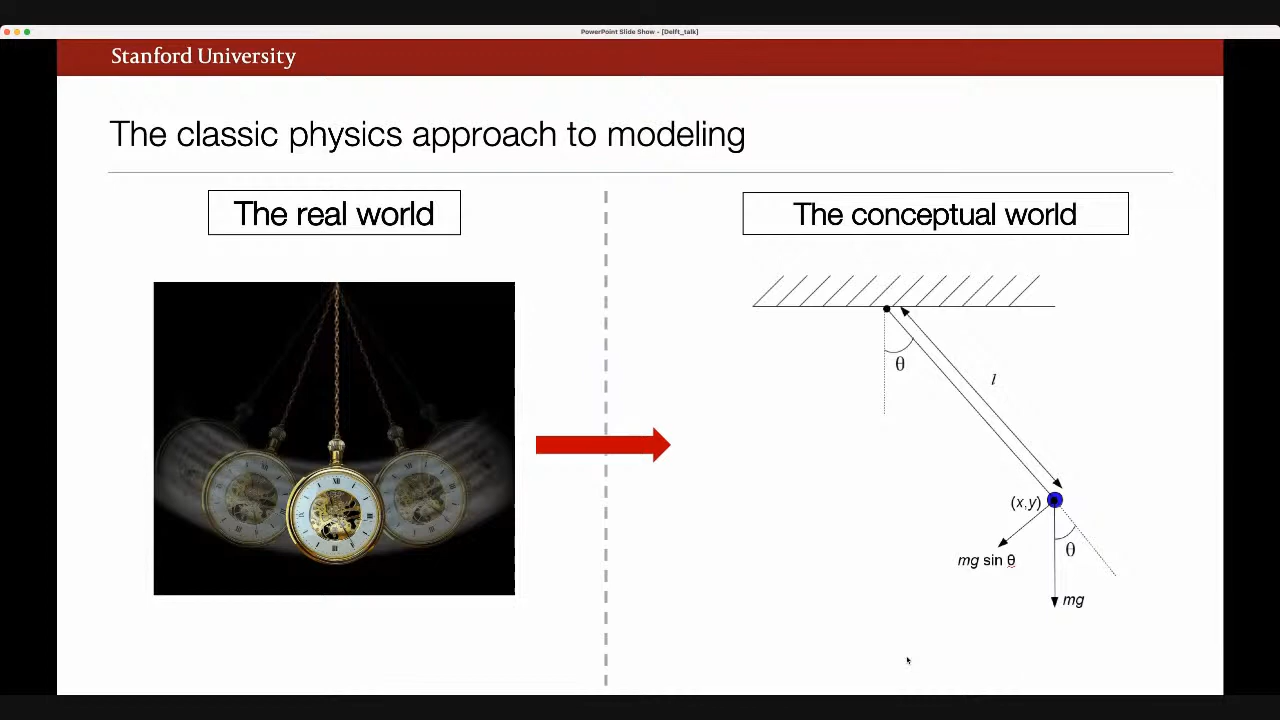 PowerPoint Slide Show - [Delft_talk]
Stanford University
The classic physics approach to modeling
The real world
The conceptual world
θ
l
(x,y)
θ
mg sin θ
mg